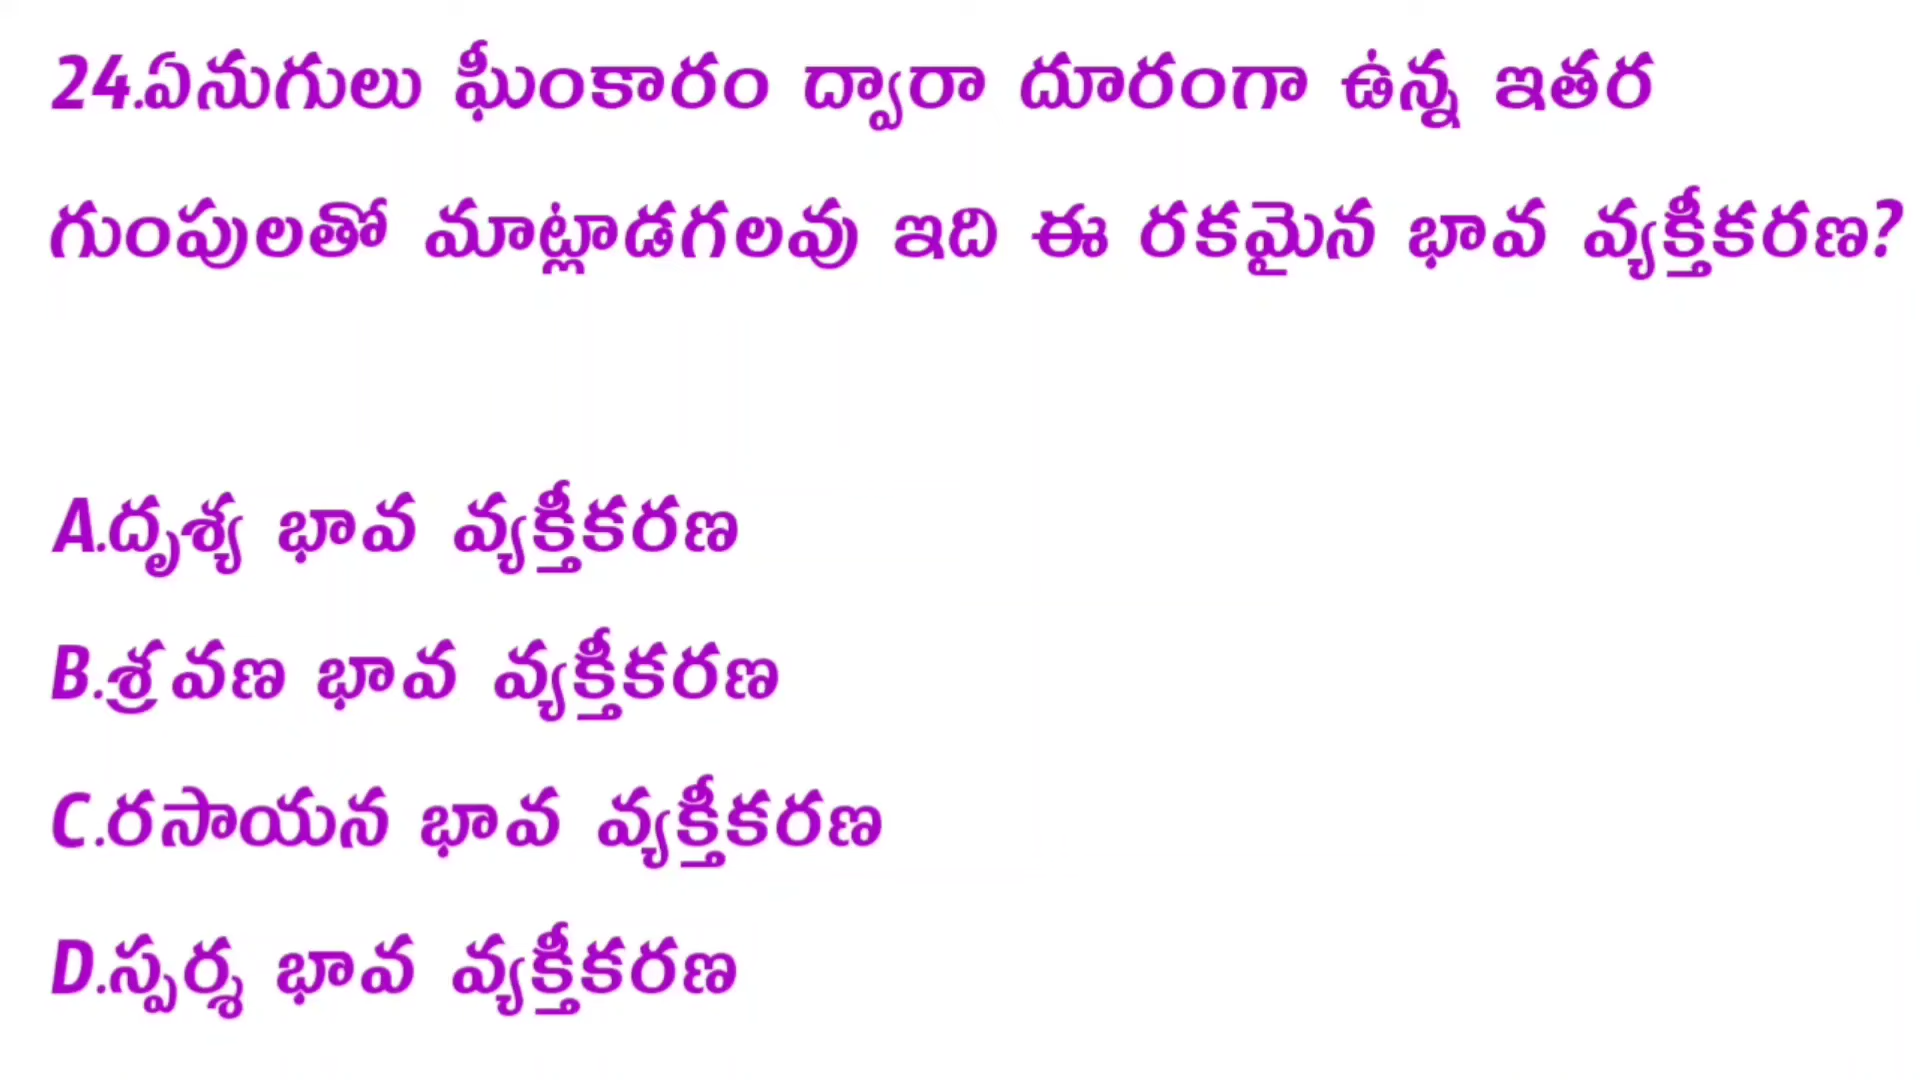 24.ఏనుగులు ఘీంకారం ద్వారా దూరంగా ఉన్న ఇతర
గుంపులతో మాట్లాడగలవు ఇది ఈ రకమైన భావ వ్యక్తీకరణ?
A.దృశ్య భావ వ్యక్తీకరణ
B.శ్రవణ భావ వ్యక్తీకరణ
C.రసాయన భావ వ్యక్తీకరణ
D.స్పర్శ భావ వ్యక్తీకరణ